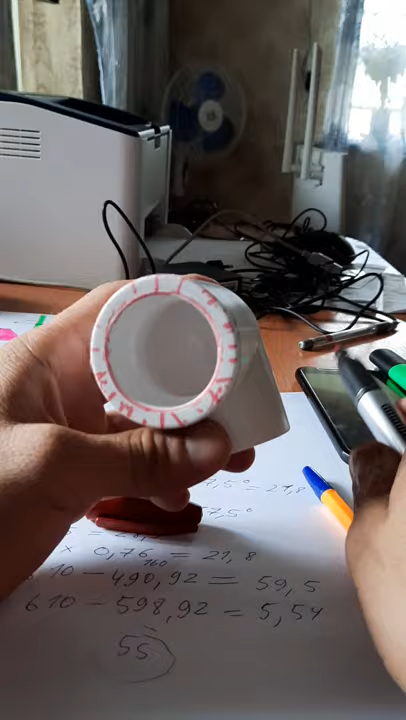 7,5° = 21,8
7,5°
× 0,76 = 21,8
160
10 - 490,92 = 59,5
610 - 598,92 = 5,54
55